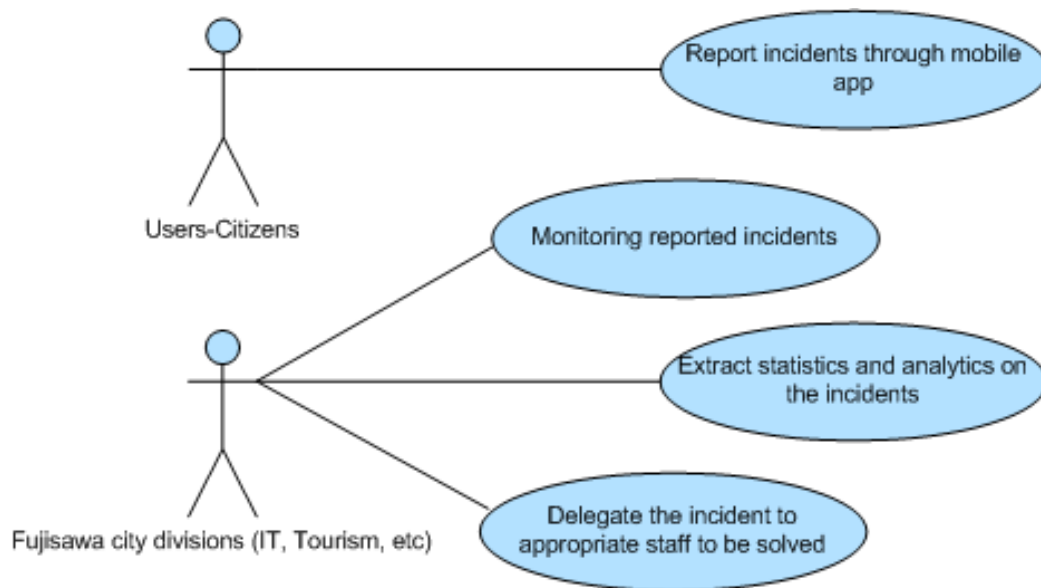 Report incidents through mobile
app
Users-Citizens
Monitoring reported incidents
Extract statistics and analytics on
the incidents
Fujisawa city divisions (IT, Tourism, etc)
Delegate the incident to
appropriate staff to be solved